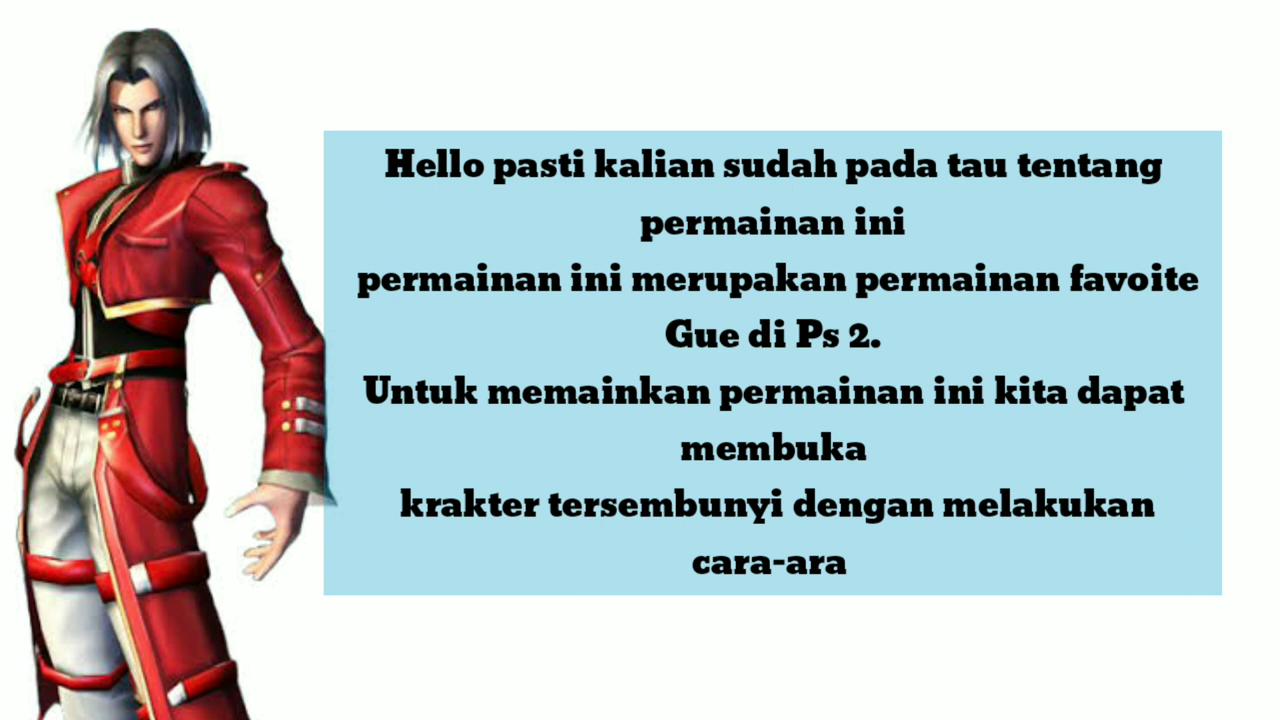 Hello pasti kalian sudah pada tau tentang
permainan ini
permainan ini merupakan permainan favoite
Gue di Ps 2.
Untuk memainkan permainan ini kita dapat
membuka
krakter tersembunyi dengan melakukan
cara-ara